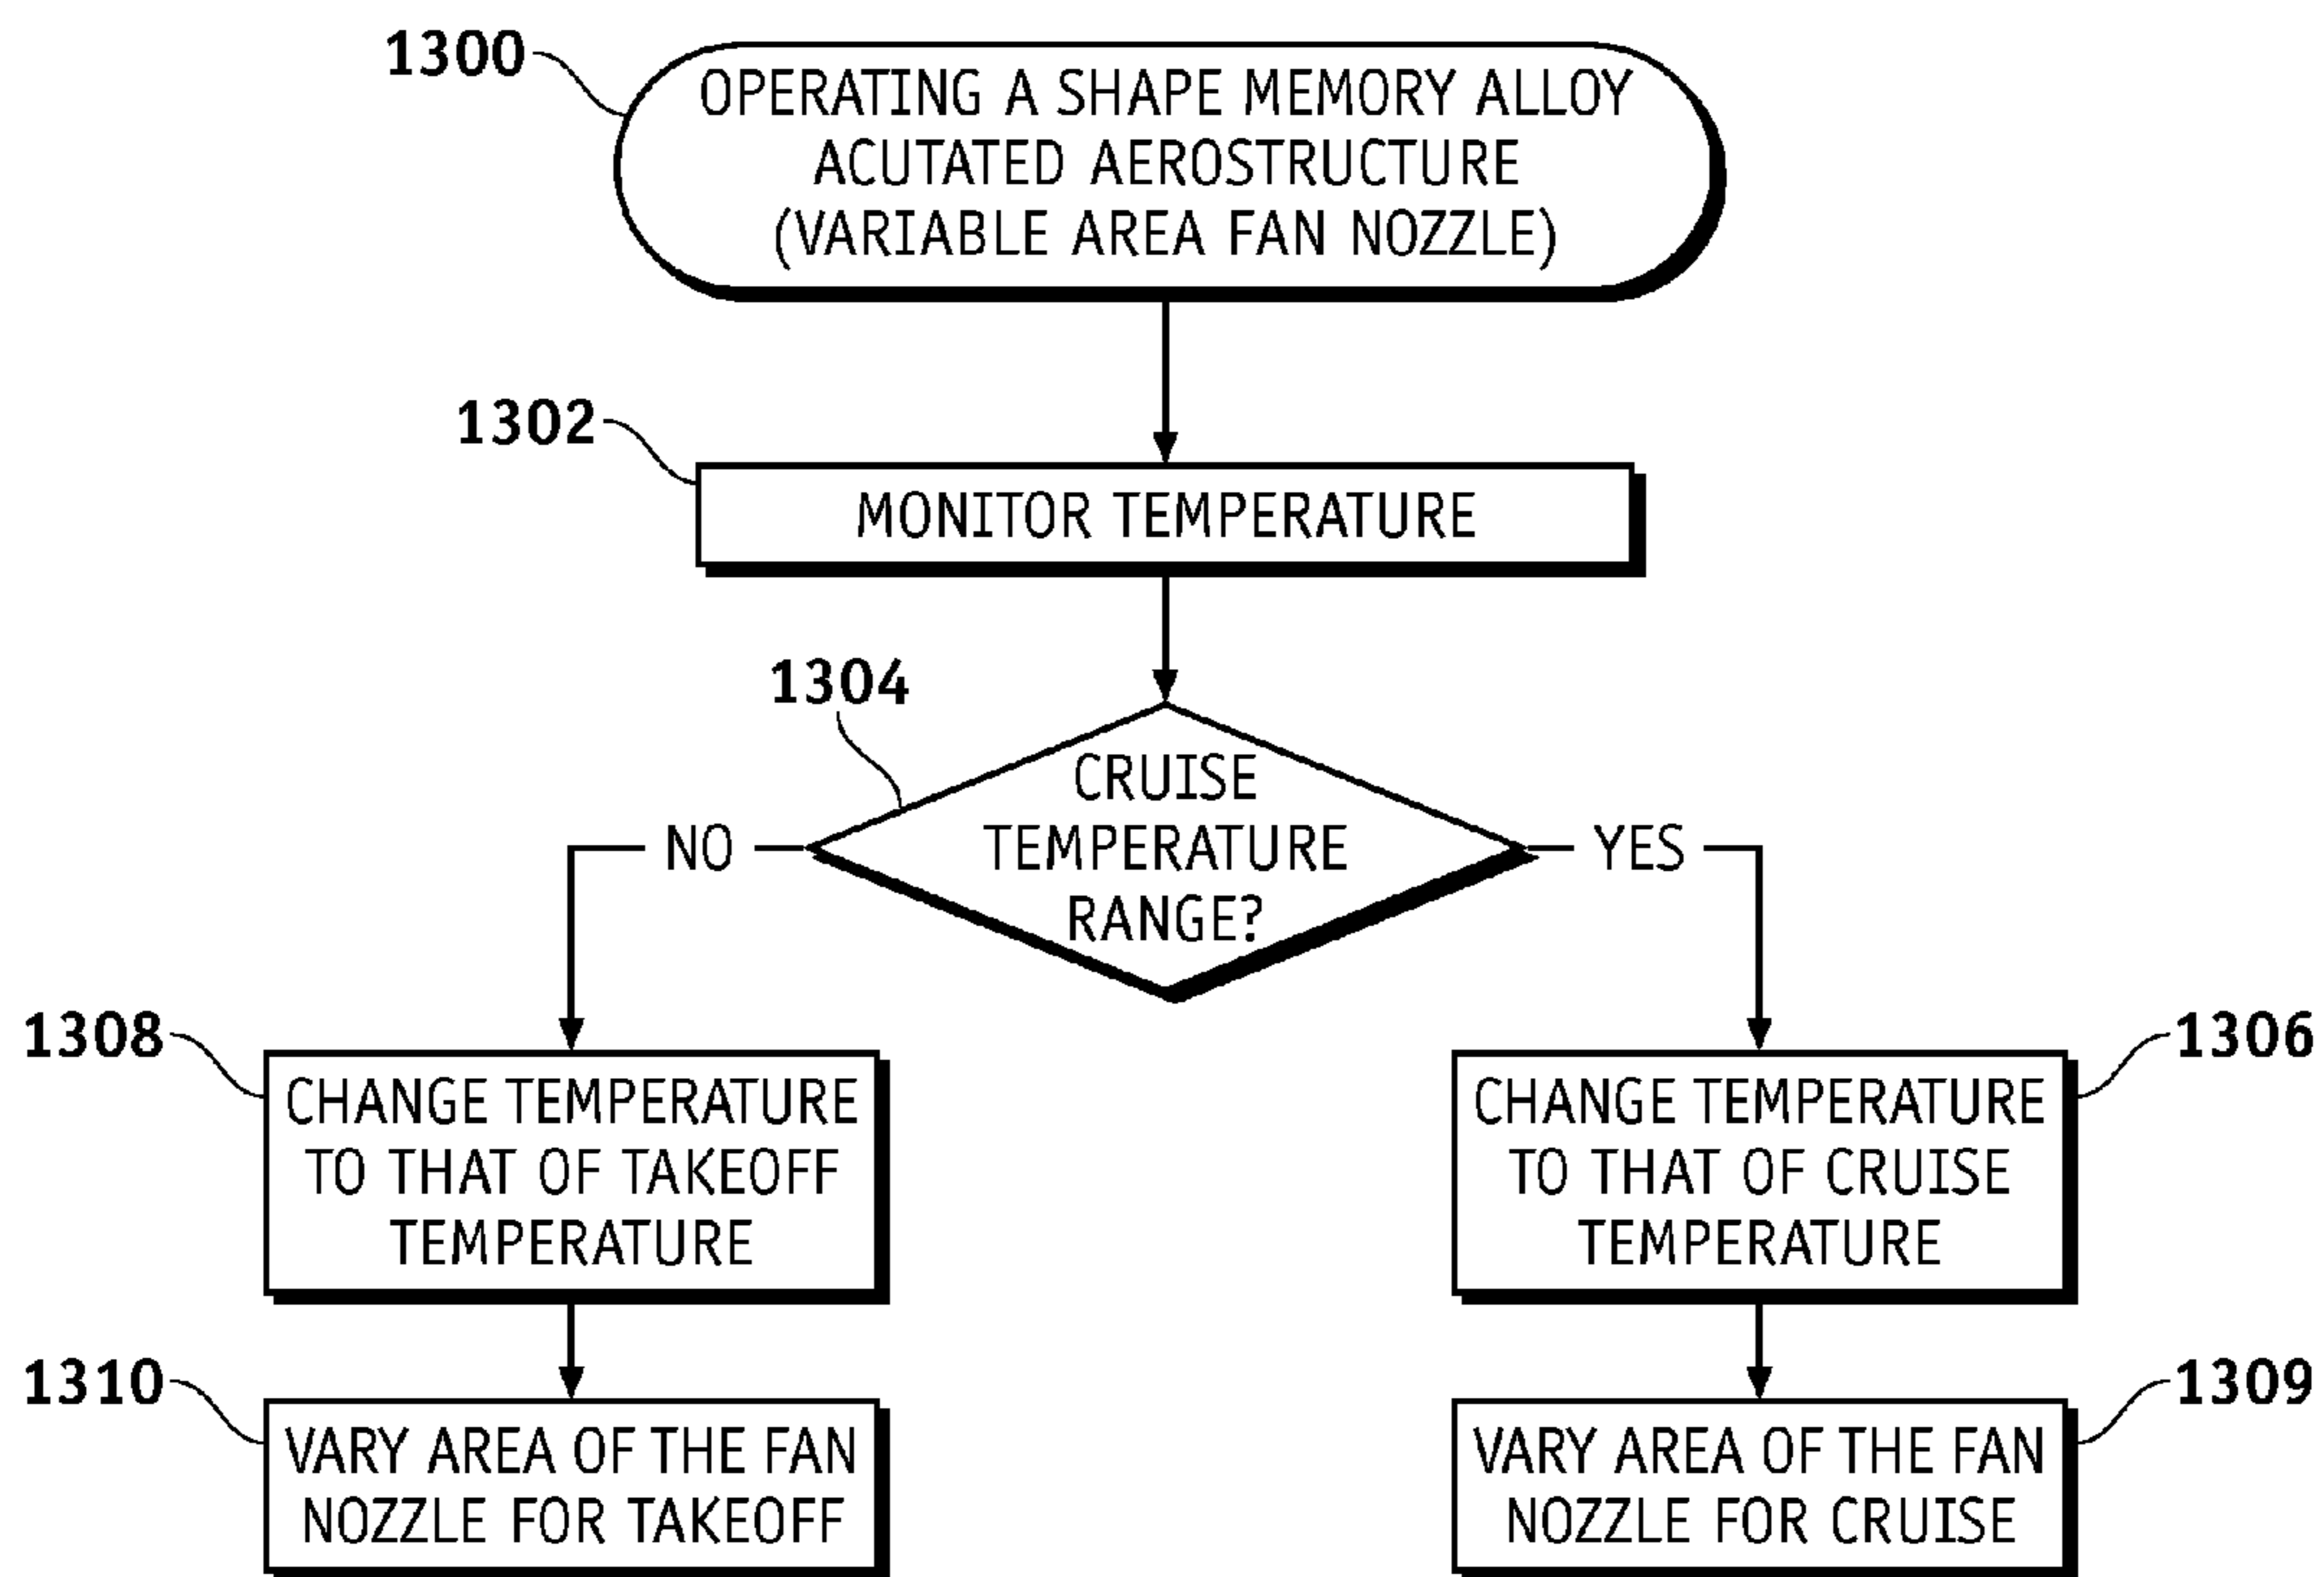 1300
OPERATING A SHAPE MEMORY ALLOY
ACUTATED AEROSTRUCTURE
(VARIABLE AREA FAN NOZZLE)
1302
MONITOR TEMPERATURE
1304
CRUISE
TEMPERATURE
RANGE?
NO
YES
1308
CHANGE TEMPERATURE
TO THAT OF TAKEOFF
TEMPERATURE
1306
CHANGE TEMPERATURE
TO THAT OF CRUISE
TEMPERATURE
1310
VARY AREA OF THE FAN
NOZZLE FOR TAKEOFF
1309
VARY AREA OF THE FAN
NOZZLE FOR CRUISE